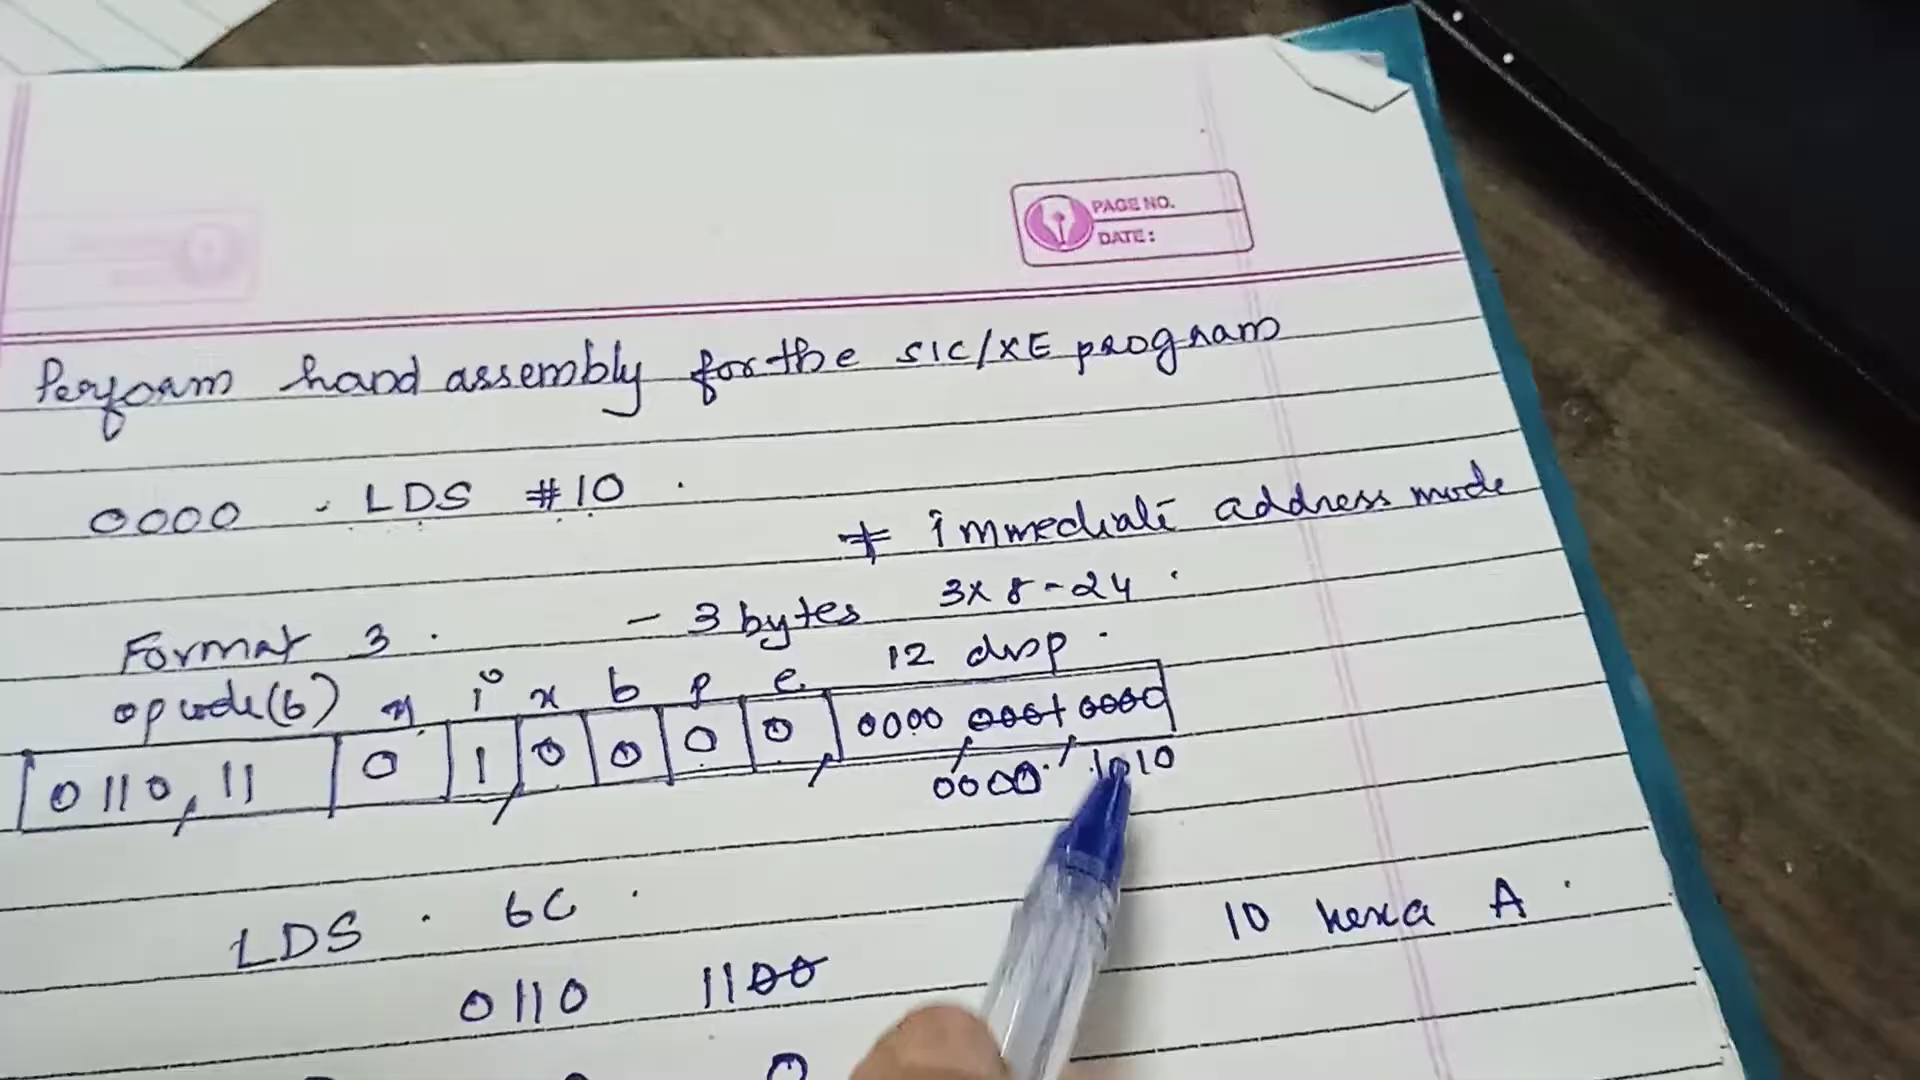 PAGE NO.
DATE:
Perform hand assembly for the SIC/XE program
0000 . LDS #10 .
* immediate address mode
Format 3 . - 3 bytes 3x8-24 .
opcode(6) n i x b p e 12 disp .
0110, 11 0 1 0 0 0 0 0000 0001 0000
0000 1010
LDS . 6C .
10 hexa A .
0110 1100